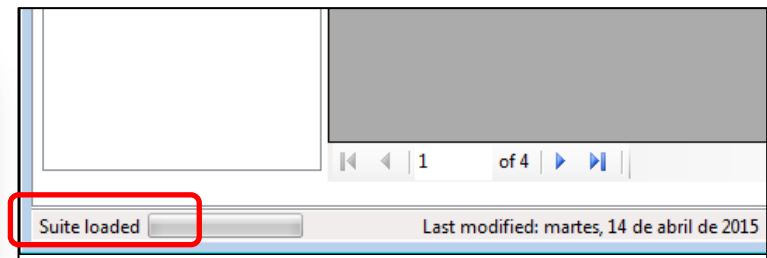 1 of 4
Suite loaded
Last modified: martes, 14 de abril de 2015